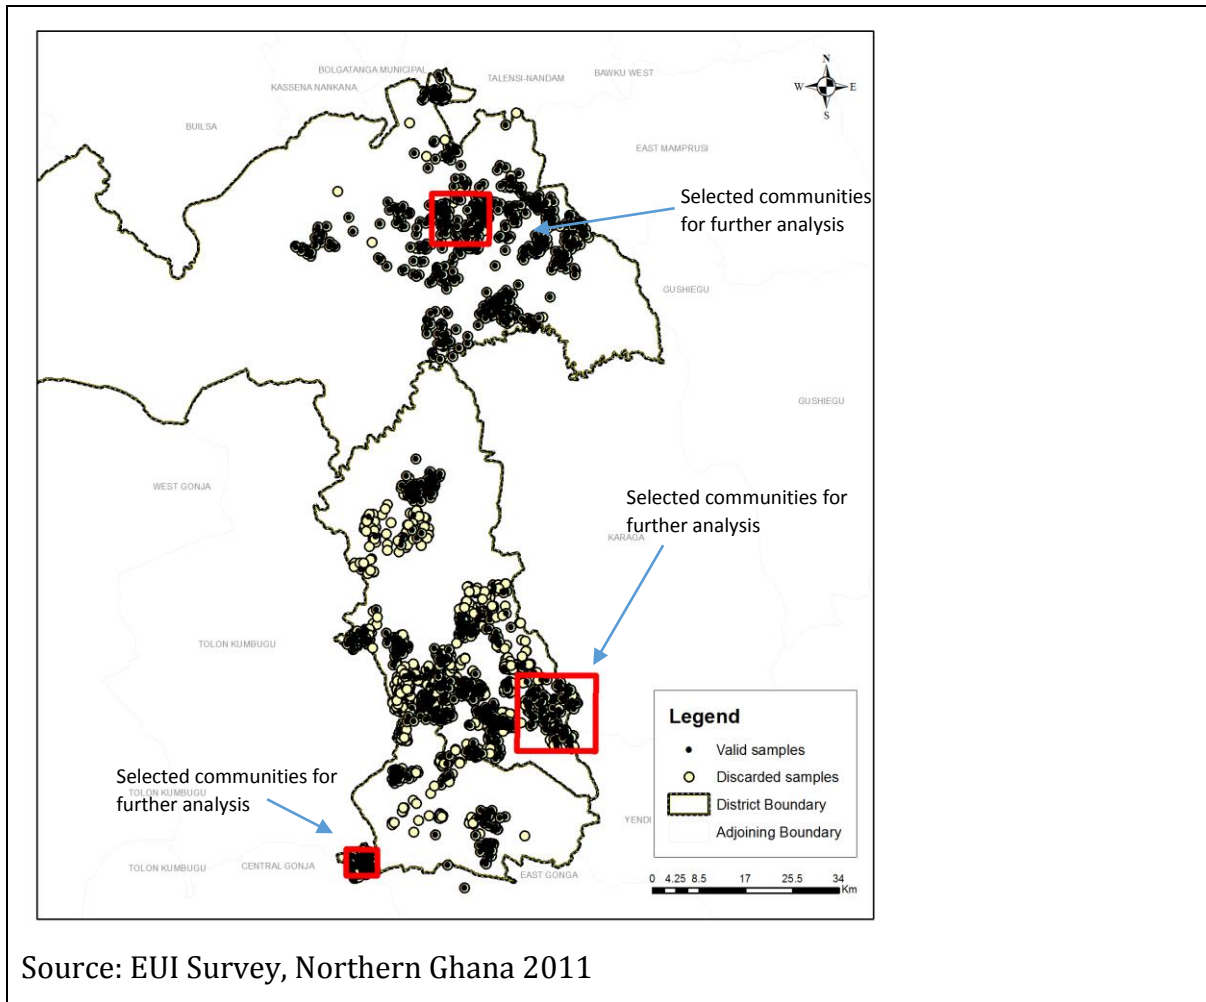 BOLGATANGA MUNICIPAL
TALENSI-NANDAM
BAWKU WEST
KASSENA NANKANA
N
W E
S
BUILSA
EAST MAMPRUSI
Selected communities
for further analysis
GUSHIEGU
GUSHIEGU
WEST GONJA
Selected communities for
further analysis
KARAGA
TOLON KUMBUGU
Legend
Valid samples
Discarded samples
District Boundary
Adjoining Boundary
Selected communities for
further analysis
TOLON KUMBUGU
YENDI
TOLON KUMBUGU
CENTRAL GONJA
EAST GONGA
0 4.25 8.5 17 25.5 34
Km
Source: EUI Survey, Northern Ghana 2011